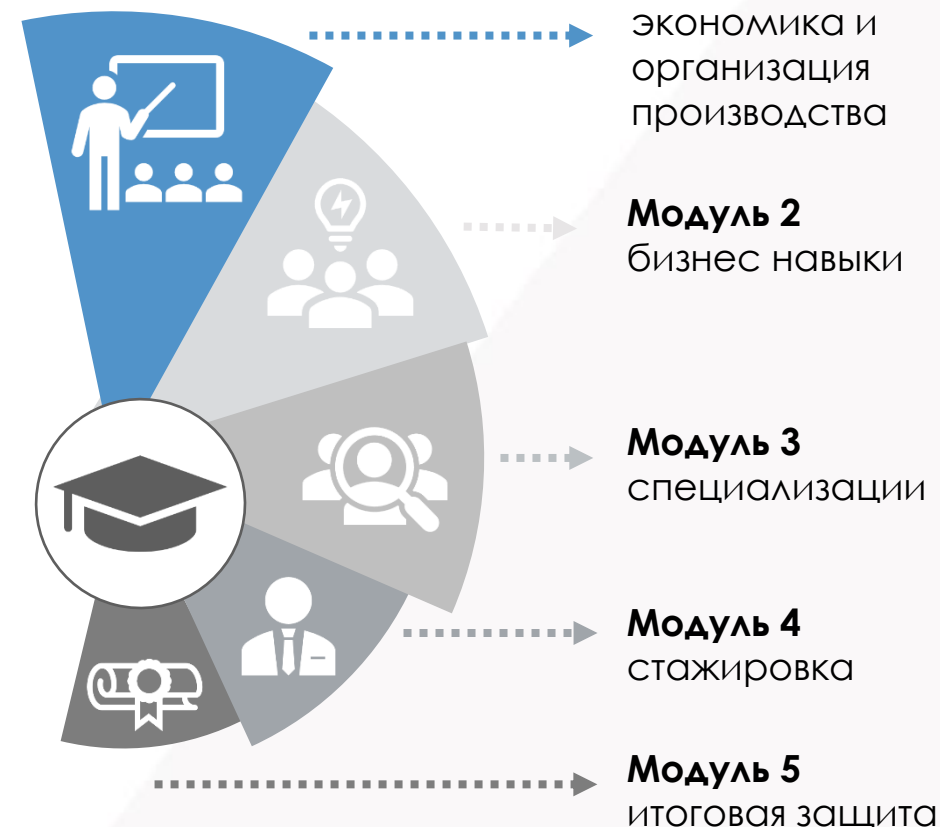 экономика и
организация
производства
Модуль 2
бизнес навыки
Модуль 3
специализации
Модуль 4
стажировка
Модуль 5
итоговая защита